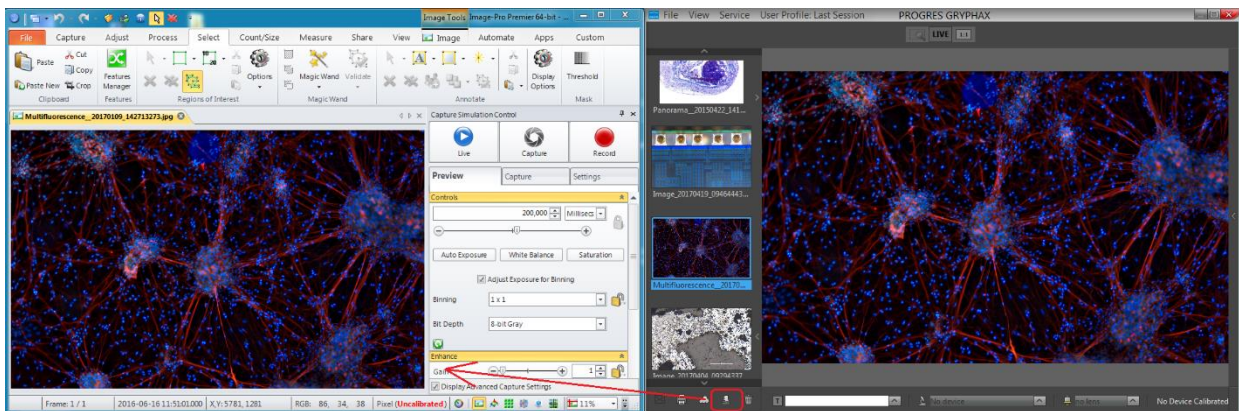 Image Tools Image-Pro Premier 64-bit - ...
File Capture Adjust Process Select Count/Size Measure Share View Image Automate Apps Custom
Paste Cut
Copy
Paste New Crop
Features
Manager
Options
Magic Wand Validate
Display
Options
Threshold
Clipboard Features Regions of Interest Magic Wand Annotate Mask
Multifluorescence_20170109_142713273.jpg
Capture Simulation Control
Live Capture Record
Preview Capture Settings
Controls
200,000 Millisec
Auto Exposure White Balance Saturation
Adjust Exposure for Binning
Binning 1 x 1
Bit Depth 8-bit Gray
Enhance
Gain 1
Display Advanced Capture Settings
Frame: 1 / 1 2016-06-16 11:51:01.000 X,Y: 5781, 1281 RGB: 86, 34, 38 Pixel (Uncalibrated) 11%
File View Service User Profile: Last Session PROGRES GRYPHAX
LIVE 1:1
Panorama_20150422_141...
Image_20170419_09464443...
Multifluorescence_20170...
Image_20170404_09294377...
T No device no lens No Device Calibrated